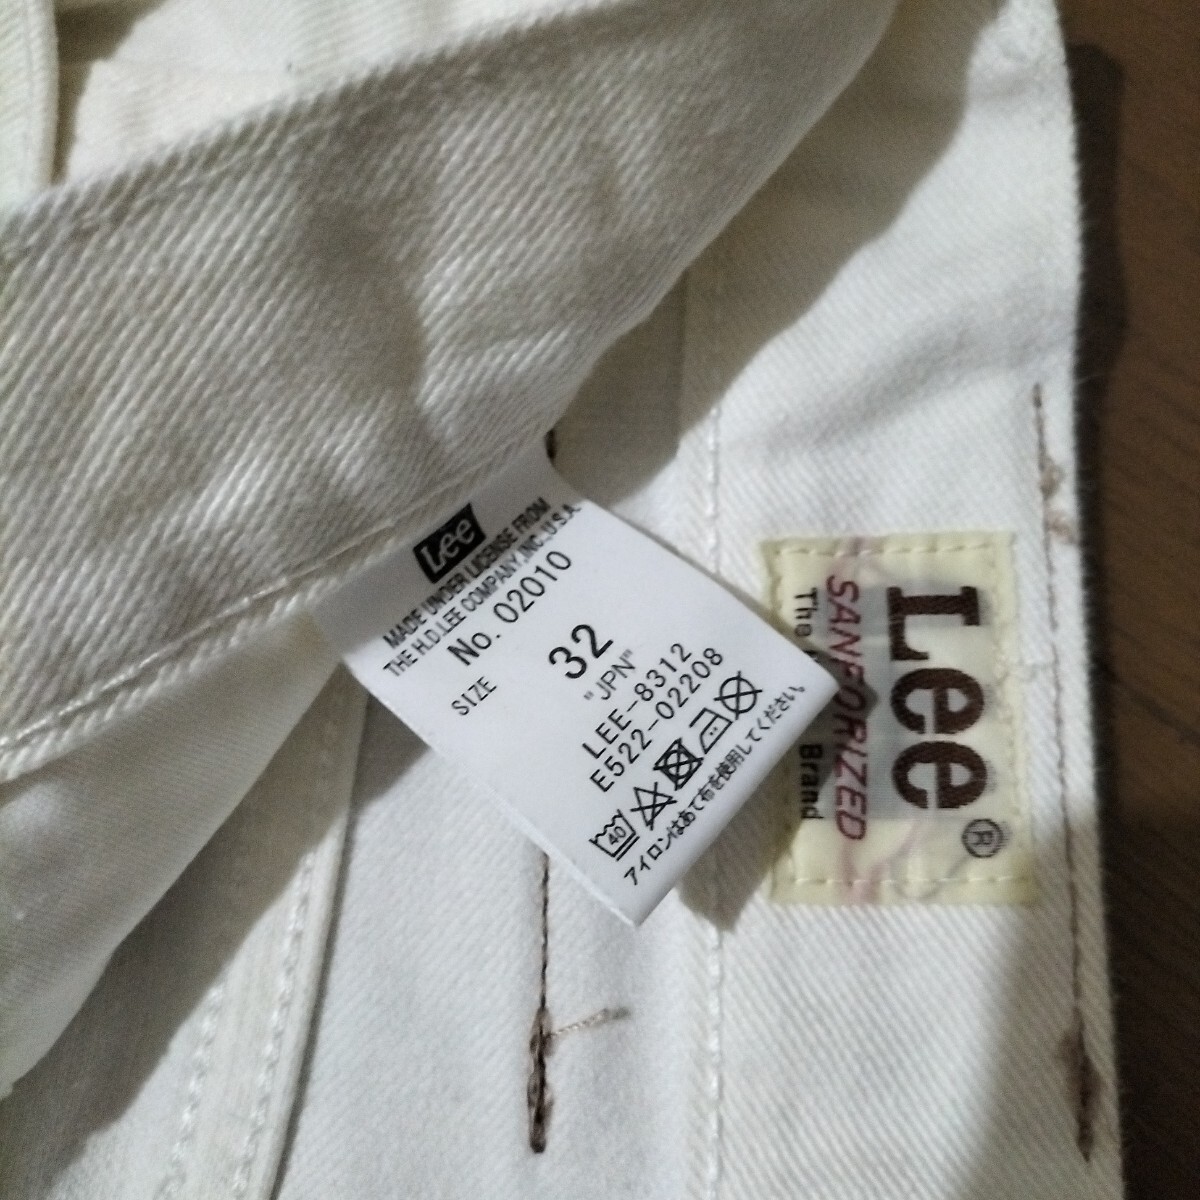 Lee
MADE UNDER LICENSE FROM
THE H.D.LEE COMPANY,INC.,U.S.A.
No. 02010
SIZE 32
"JPN"
LEE-8312
E522-02208
40
アイロンはあて布を使用してください。
Lee®
SANFORIZED
The Brand